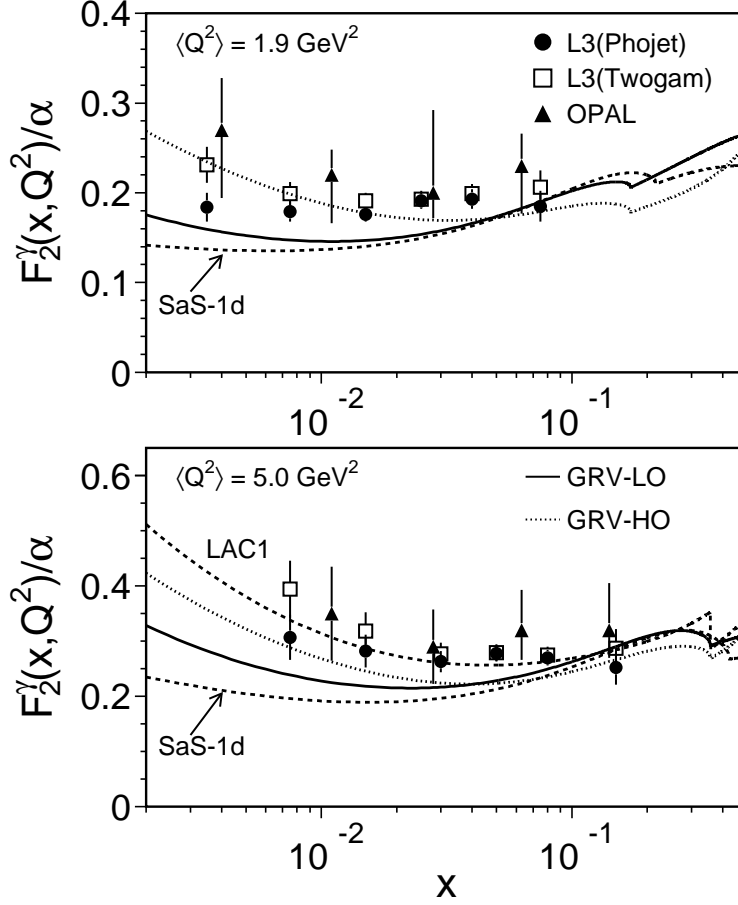 0.4
⟨Q²⟩ = 1.9 GeV²
L3(Phojet)
L3(Twogam)
OPAL
0.3
0.2
0.1
0
F₂^γ(x,Q²)/α
SaS-1d
10⁻²
10⁻¹
0.6
⟨Q²⟩ = 5.0 GeV²
GRV-LO
GRV-HO
LAC1
0.4
0.2
0
F₂^γ(x,Q²)/α
SaS-1d
10⁻²
10⁻¹
x